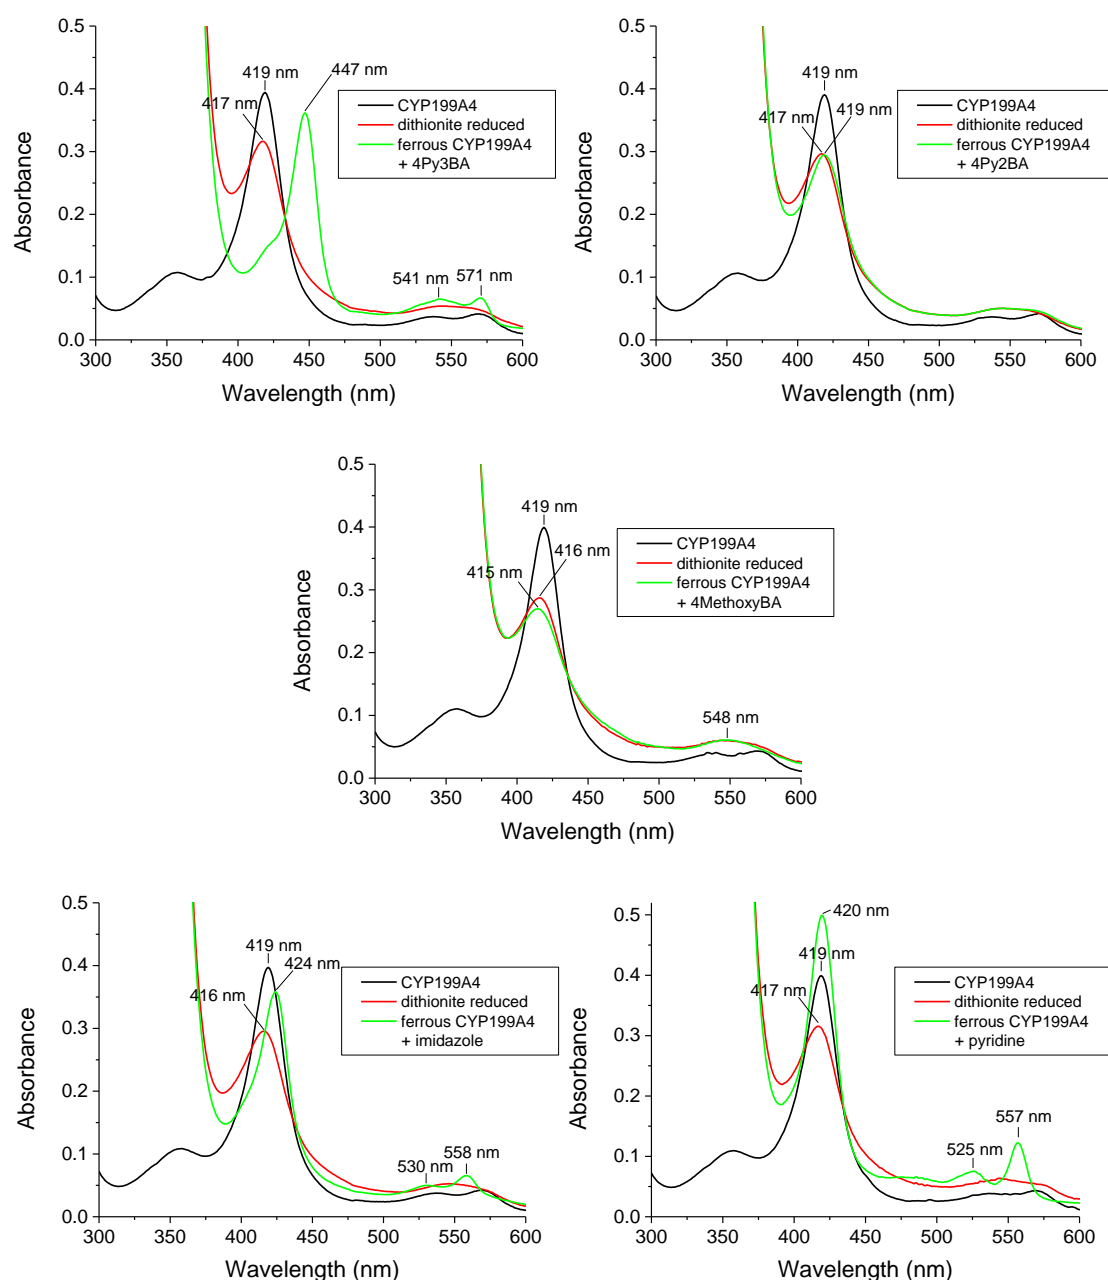 0.5
0.4
0.3
0.2
0.1
0.0
Absorbance
419 nm
447 nm
417 nm
541 nm
571 nm
CYP199A4
dithionite reduced
ferrous CYP199A4
+ 4Py3BA
300 350 400 450 500 550 600
Wavelength (nm)
0.5
0.4
0.3
0.2
0.1
0.0
Absorbance
419 nm
417 nm
419 nm
CYP199A4
dithionite reduced
ferrous CYP199A4
+ 4Py2BA
300 350 400 450 500 550 600
Wavelength (nm)
0.5
0.4
0.3
0.2
0.1
0.0
Absorbance
419 nm
416 nm
415 nm
548 nm
CYP199A4
dithionite reduced
ferrous CYP199A4
+ 4MethoxyBA
300 350 400 450 500 550 600
Wavelength (nm)
0.5
0.4
0.3
0.2
0.1
0.0
Absorbance
419 nm
424 nm
416 nm
530 nm
558 nm
CYP199A4
dithionite reduced
ferrous CYP199A4
+ imidazole
300 350 400 450 500 550 600
Wavelength (nm)
0.5
0.4
0.3
0.2
0.1
0.0
Absorbance
420 nm
419 nm
417 nm
525 nm
557 nm
CYP199A4
dithionite reduced
ferrous CYP199A4
+ pyridine
300 350 400 450 500 550 600
Wavelength (nm)